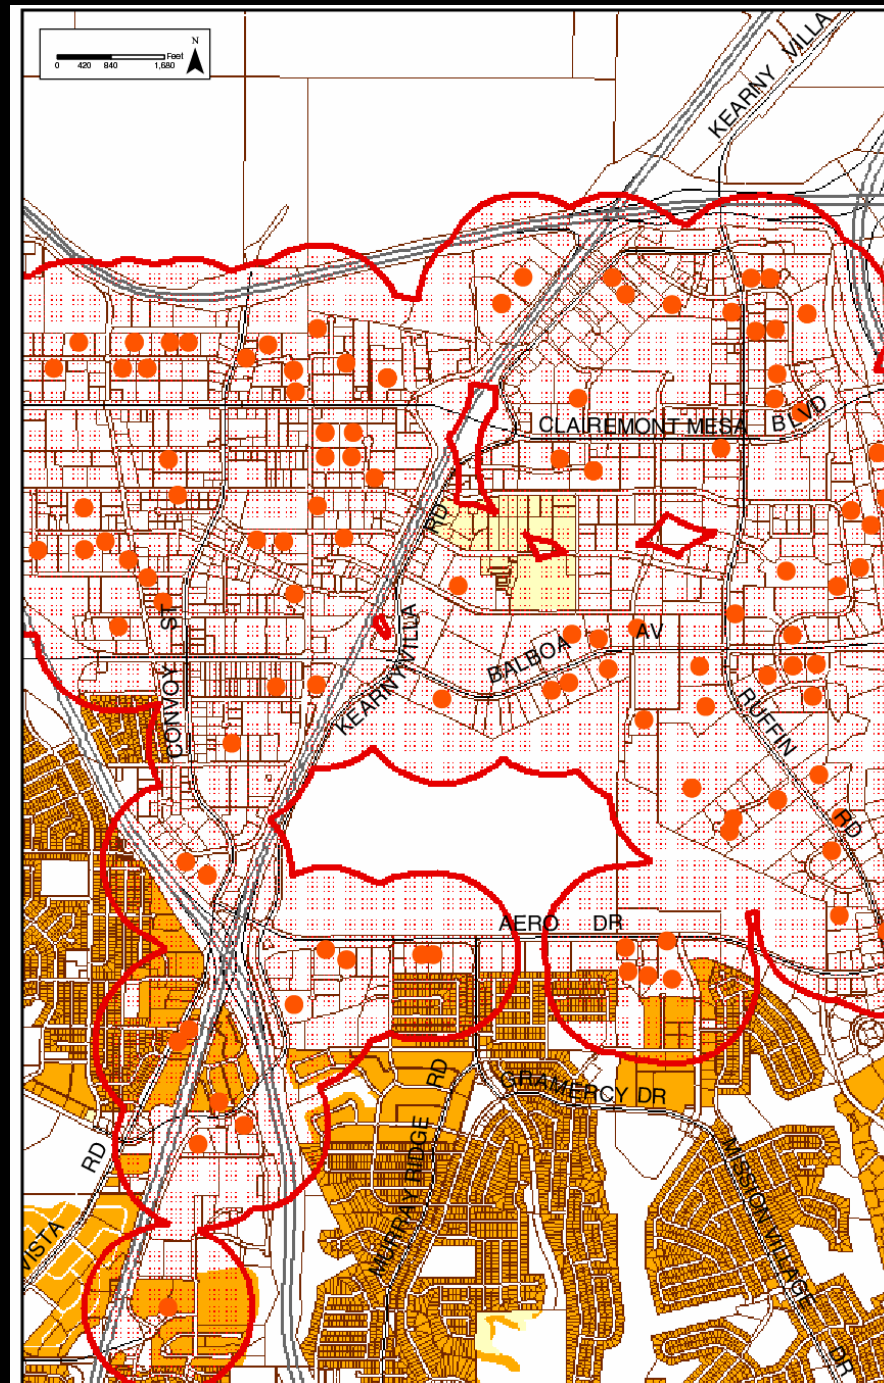 N
Feet
0 420 840 1,680
KEARNY VILLA
CLAIREMONT MESA BLVD
RD
CONVOY ST
KEARNY VILLA
BALBOA AV
RUFFIN RD
AERO DR
GRAMERCY DR
RD
MURRAY RIDGE RD
MISSION VILLAGE DR
VISTA